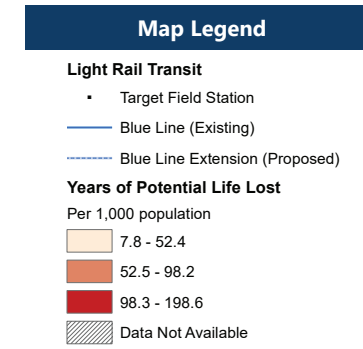 Map Legend
Light Rail Transit
Target Field Station
Blue Line (Existing)
Blue Line Extension (Proposed)
Years of Potential Life Lost
Per 1,000 population
7.8 - 52.4
52.5 - 98.2
98.3 - 198.6
Data Not Available